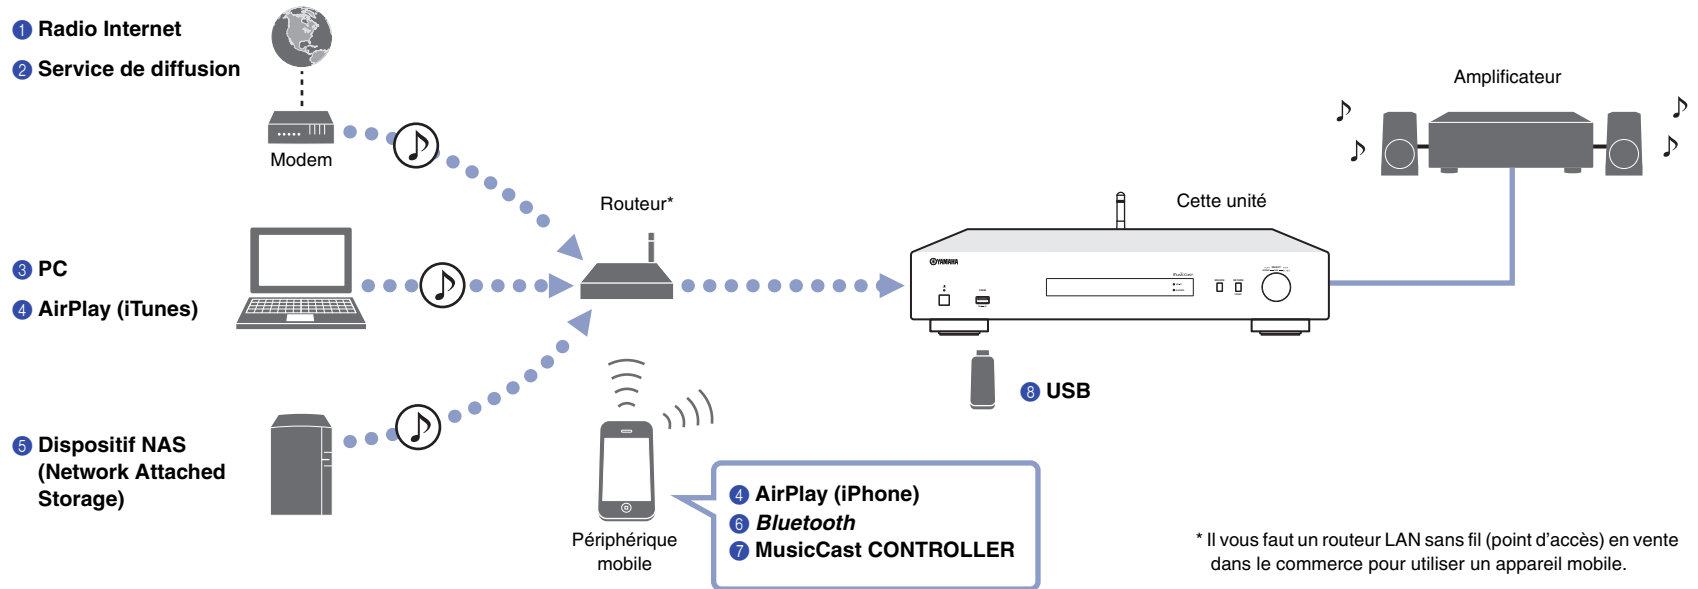 1 Radio Internet
2 Service de diffusion
Modem
3 PC
4 AirPlay (iTunes)
5 Dispositif NAS
(Network Attached
Storage)
Routeur*
Périphérique
mobile
4 AirPlay (iPhone)
6 Bluetooth
7 MusicCast CONTROLLER
Cette unité
YAMAHA
8 USB
Amplificateur
* Il vous faut un routeur LAN sans fil (point d'accès) en vente
dans le commerce pour utiliser un appareil mobile.